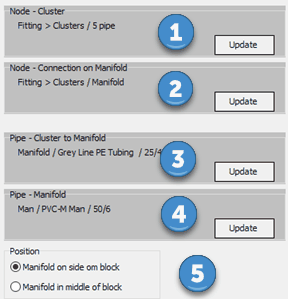 Node - Cluster
Fitting > Clusters / 5 pipe
1
Update
Node - Connection on Manifold
Fitting > Clusters / Manifold
2
Update
Pipe - Cluster to Manifold
Manifold / Grey Line PE Tubing / 25/4
3
Update
Pipe - Manifold
Man / PVC-M Man / 50/6
4
Update
Position
Manifold on side om block
5
Manifold in middle of block